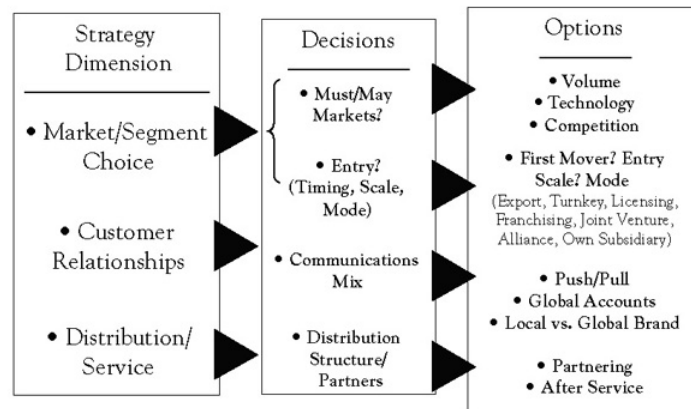 Strategy
Dimension
• Market/Segment
Choice
• Customer
Relationships
• Distribution/
Service
Decisions
• Must/May
Markets?
• Entry?
(Timing, Scale,
Mode)
• Communications
Mix
• Distribution
Structure/
Partners
Options
• Volume
• Technology
• Competition
• First Mover? Entry
Scale? Mode
(Export, Turnkey, Licensing,
Franchising, Joint Venture,
Alliance, Own Subsidiary)
• Push/Pull
• Global Accounts
• Local vs. Global Brand
• Partnering
• After Service